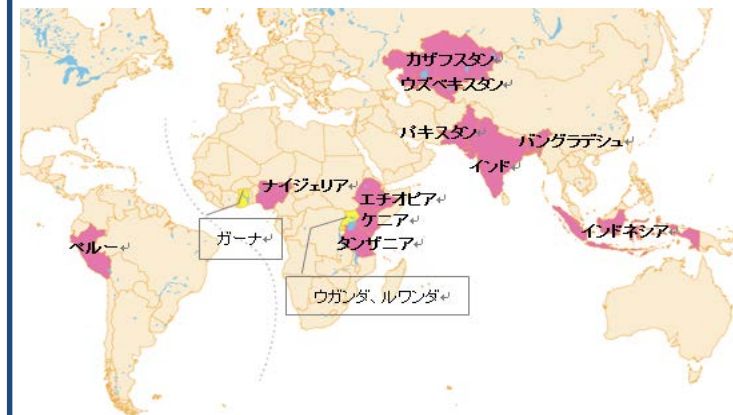 カザフスタン
ウズベキスタン
パキスタン
バングラデシュ
インド
ナイジェリア
エチオピア
ケニア
タンザニア
ガーナ
ペルー
インドネシア
ウガンダ、ルワンダ